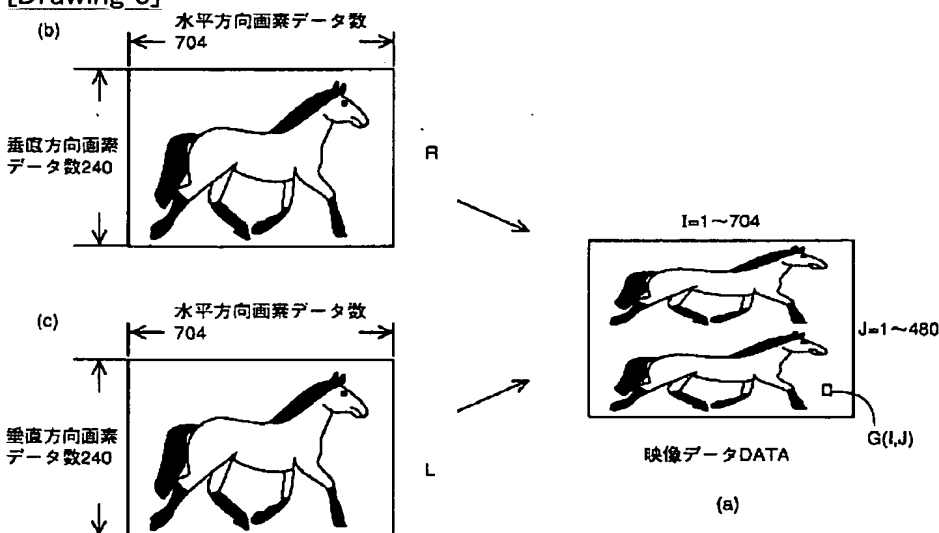 (b)
水平方向画素データ数
704
垂直方向画素
データ数240
R
(c)
水平方向画素データ数
704
垂直方向画素
データ数240
L
I=1~704
J=1~480
G(I,J)
映像データDATA
(a)